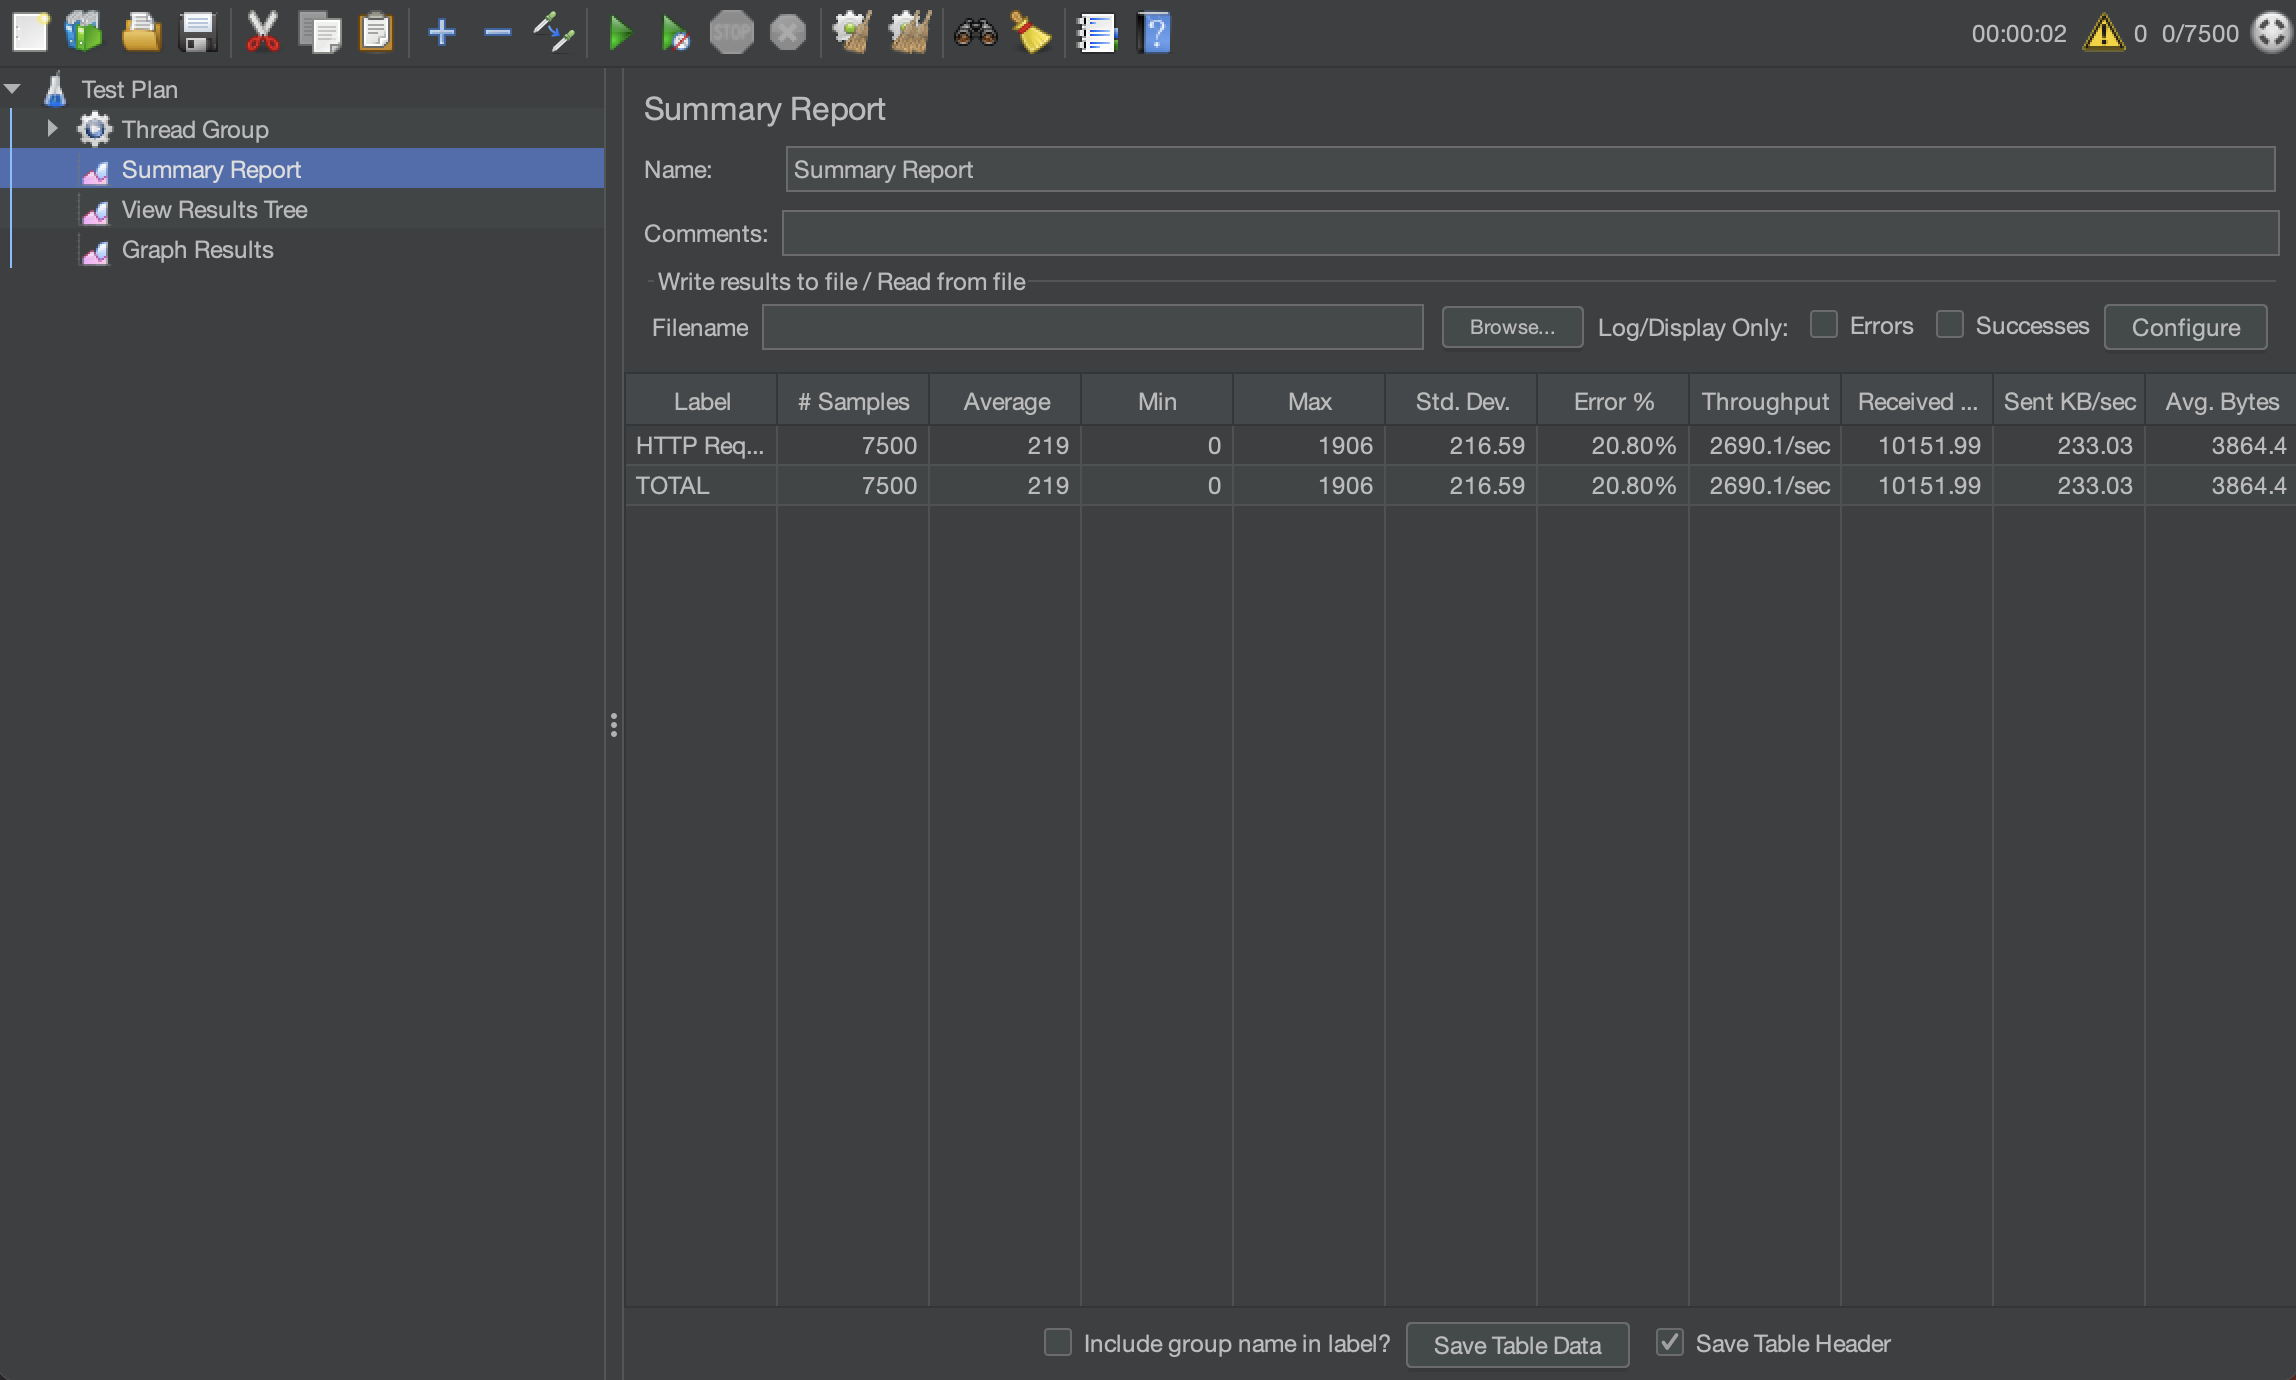 STOP
?
00:00:02 0 0/7500
Test Plan
Thread Group
Summary Report
View Results Tree
Graph Results
Summary Report
Name: Summary Report
Comments:
Write results to file / Read from file
Filename Browse... Log/Display Only: Errors Successes Configure
Label # Samples Average Min Max Std. Dev. Error % Throughput Received ... Sent KB/sec Avg. Bytes
HTTP Req... 7500 219 0 1906 216.59 20.80% 2690.1/sec 10151.99 233.03 3864.4
TOTAL 7500 219 0 1906 216.59 20.80% 2690.1/sec 10151.99 233.03 3864.4
Include group name in label? Save Table Data Save Table Header